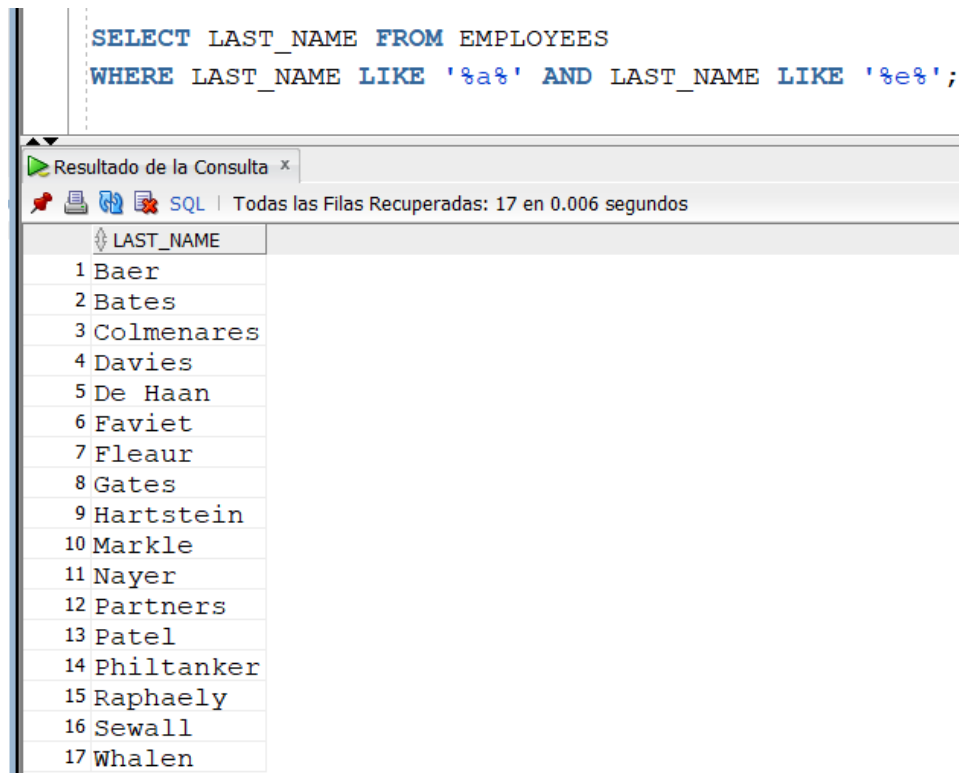 SELECT LAST_NAME FROM EMPLOYEES
WHERE LAST_NAME LIKE '%a%' AND LAST_NAME LIKE '%e%';
Resultado de la Consulta x
SQL | Todas las Filas Recuperadas: 17 en 0.006 segundos
LAST_NAME
1 Baer
2 Bates
3 Colmenares
4 Davies
5 De Haan
6 Faviet
7 Fleaur
8 Gates
9 Hartstein
10 Markle
11 Nayer
12 Partners
13 Patel
14 Philtanker
15 Raphaely
16 Sewall
17 Whalen